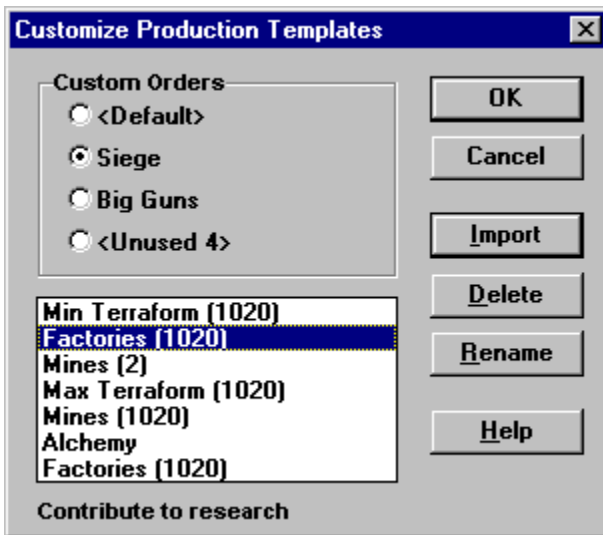 Customize Production Templates
Custom Orders
<Default>
Siege
Big Guns
<Unused 4>
OK
Cancel
Import
Delete
Rename
Help
Min Terraform (1020)
Factories (1020)
Mines (2)
Max Terraform (1020)
Mines (1020)
Alchemy
Factories (1020)
Contribute to research